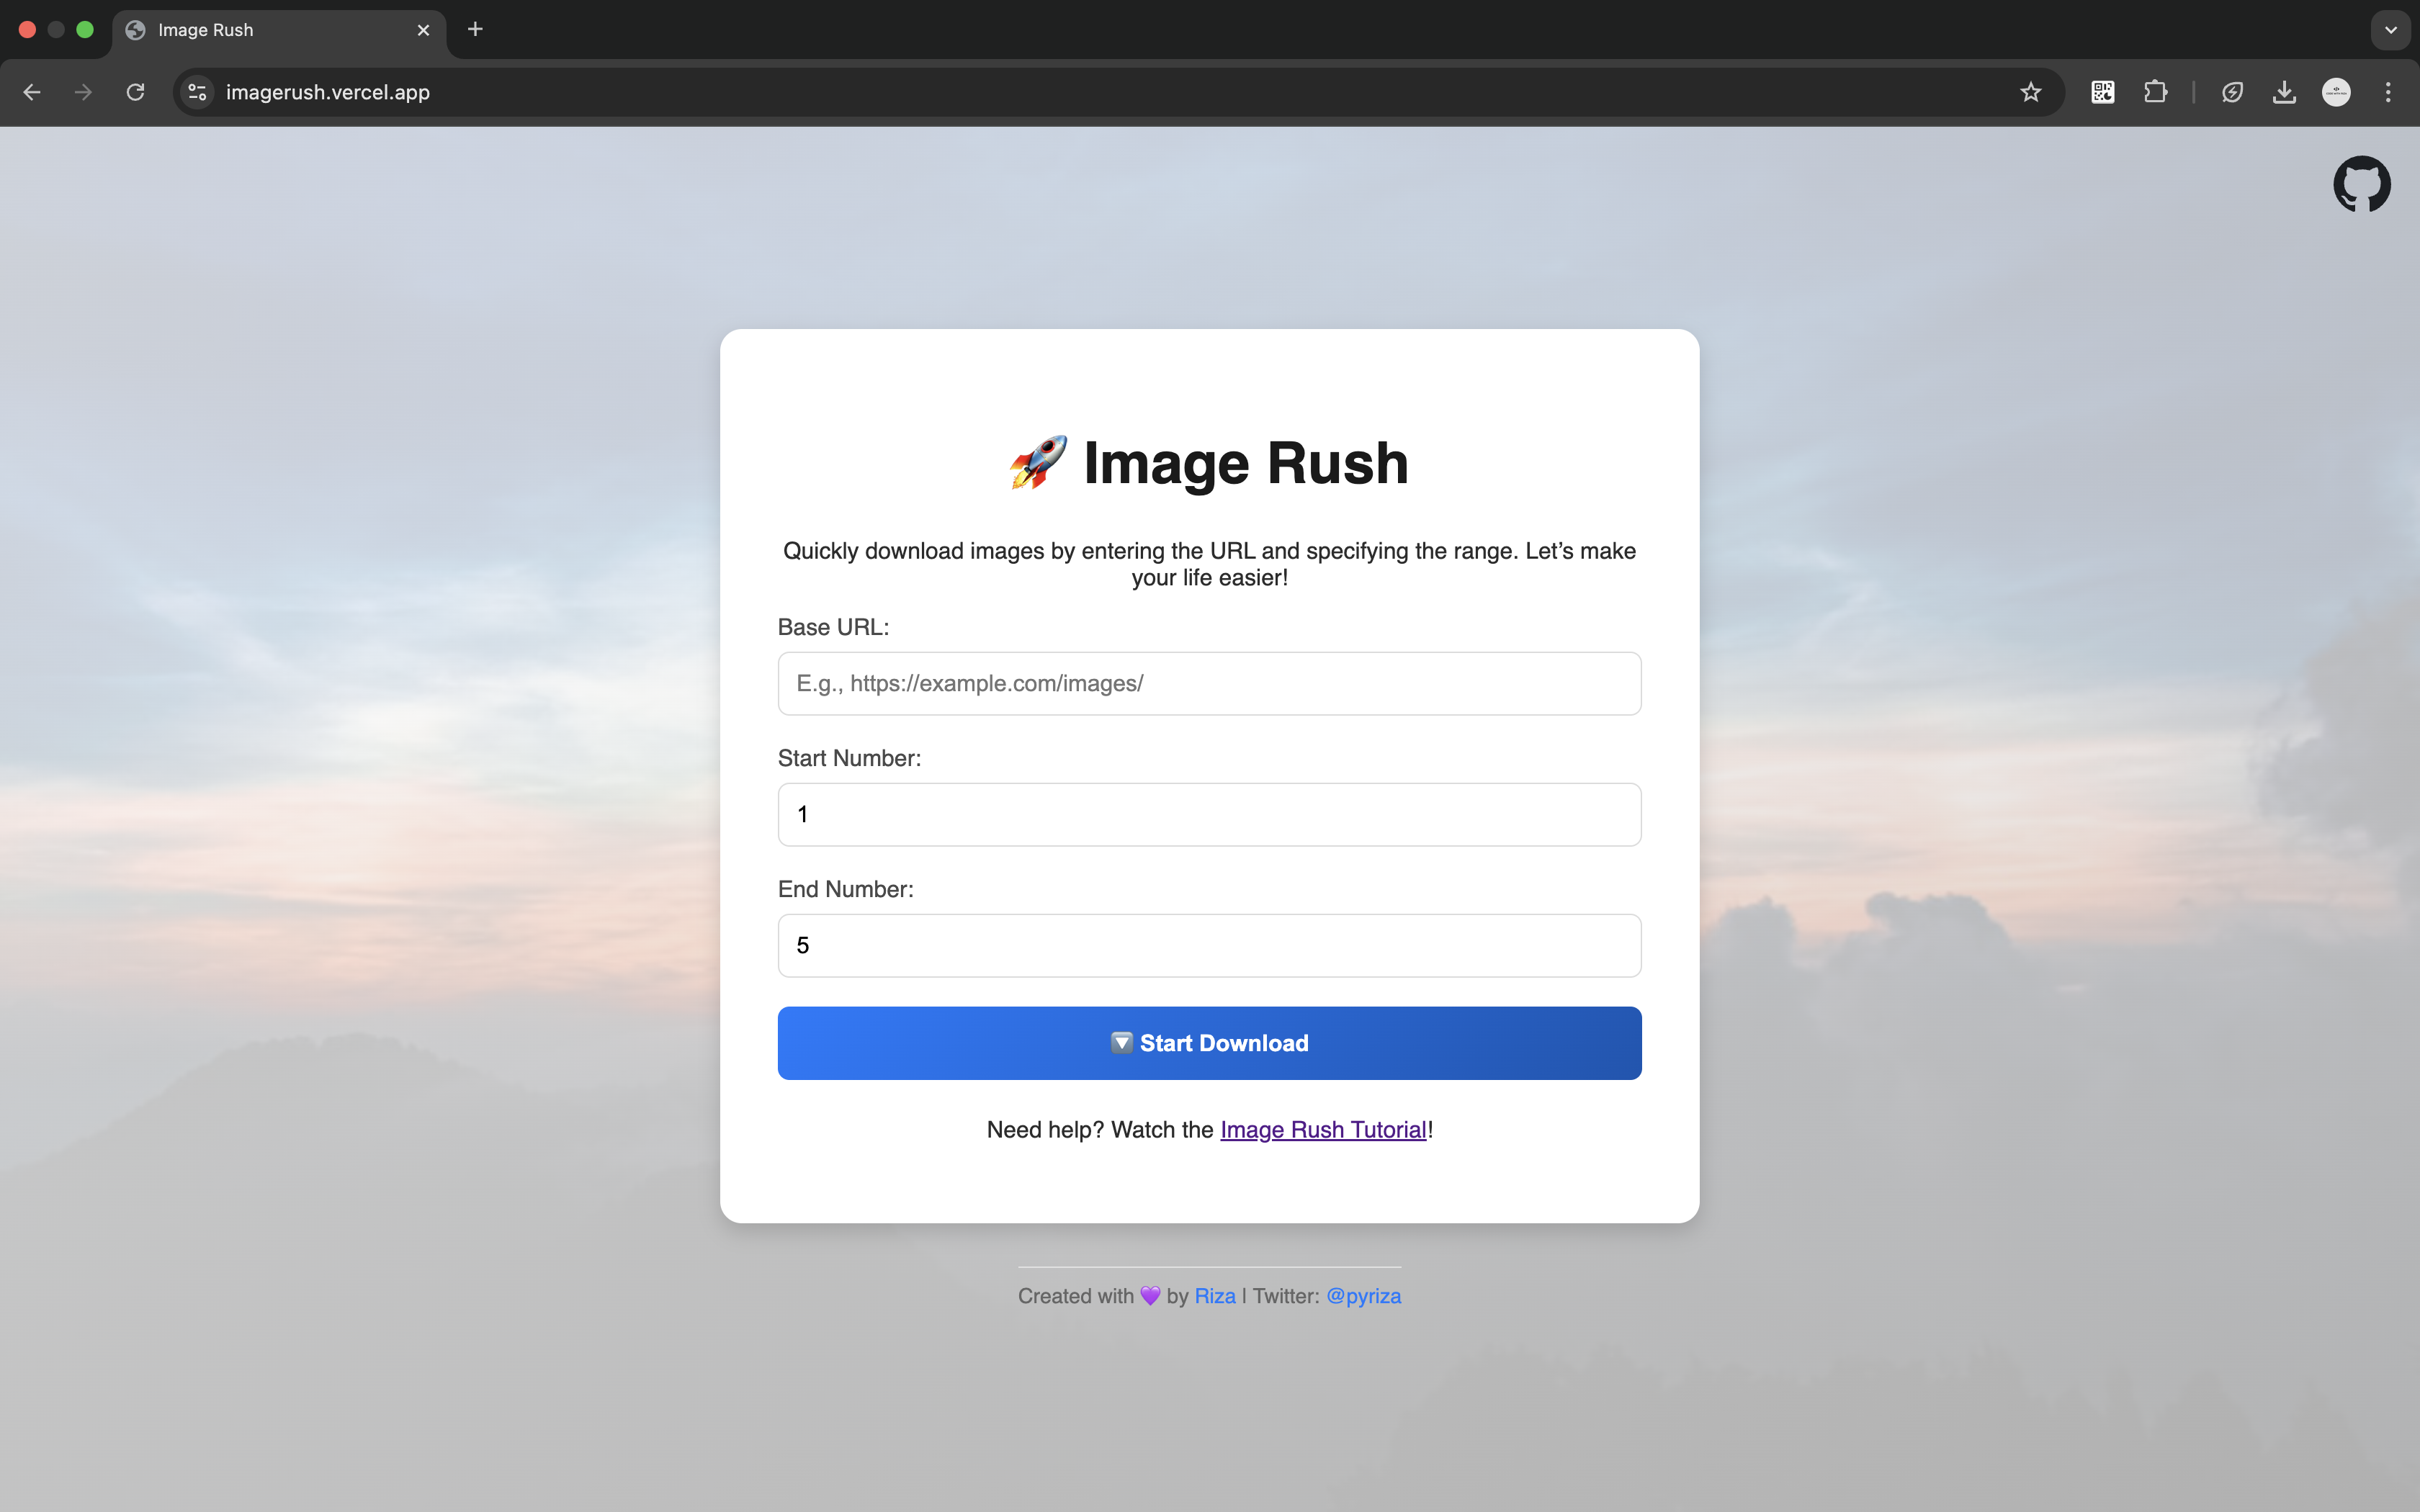 Image Rush
imagerush.vercel.app
🚀 Image Rush
Quickly download images by entering the URL and specifying the range. Let’s make
your life easier!
Base URL:
E.g., https://example.com/images/
Start Number:
1
End Number:
5
🔽 Start Download
Need help? Watch the Image Rush Tutorial!
Created with 💜 by Riza | Twitter: @pyriza